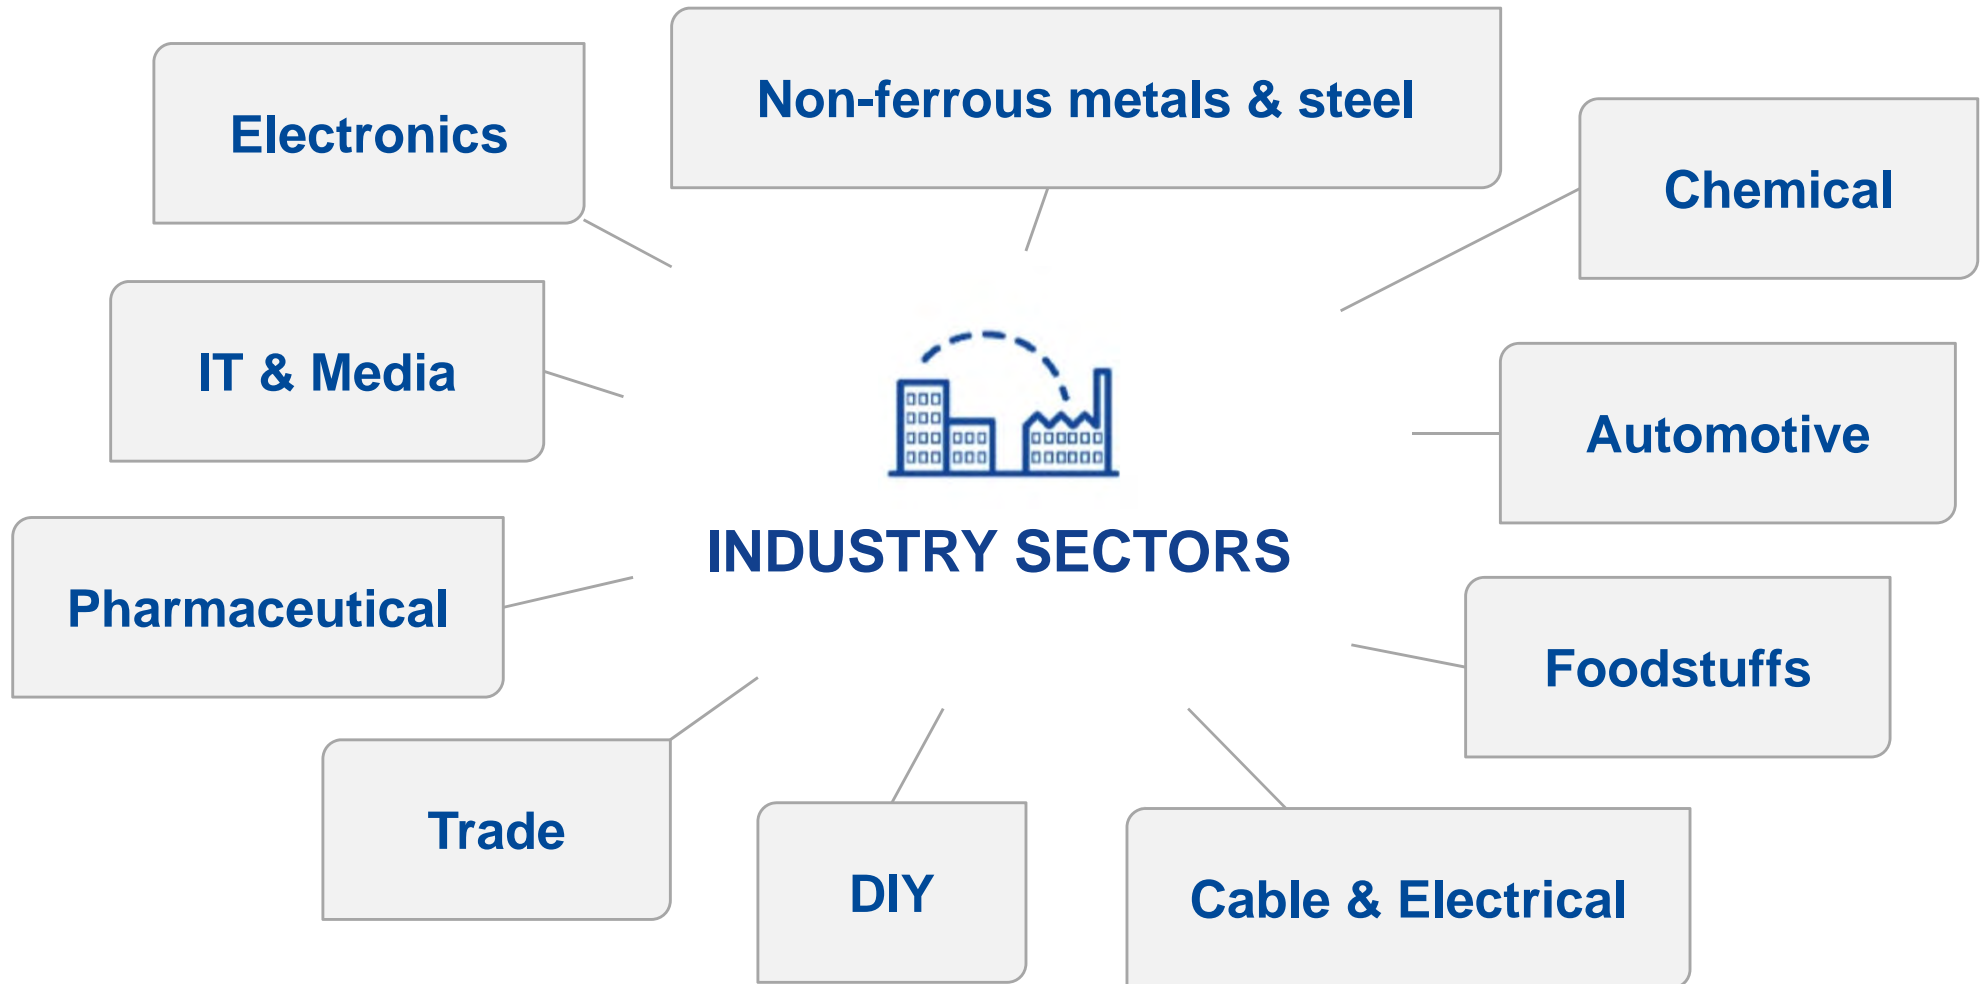 Non-ferrous metals & steel
Electronics
Chemical
IT & Media
Automotive
INDUSTRY SECTORS
Pharmaceutical
Foodstuffs
Trade
DIY
Cable & Electrical